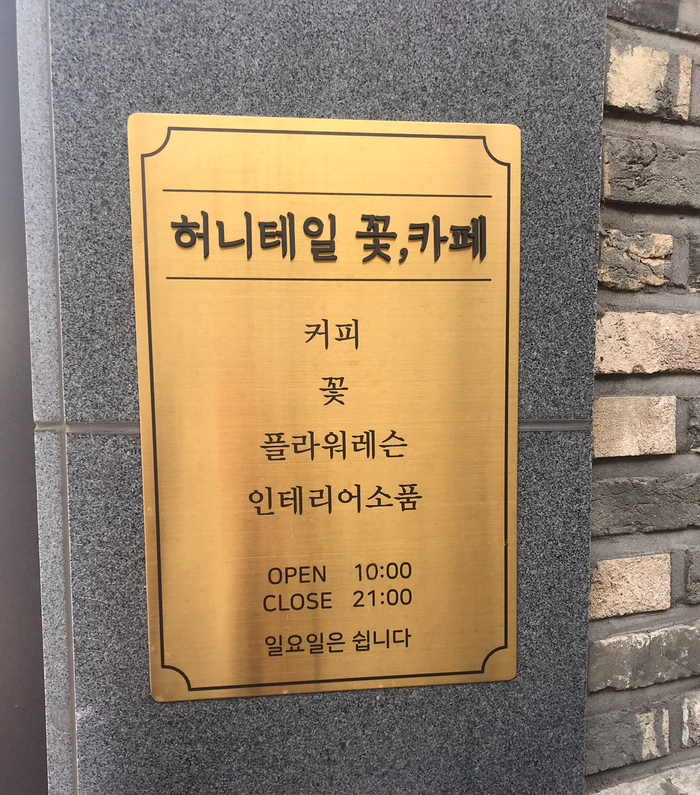 허니테일 꽃,카페
커피
꽃
플라워레슨
인테리어소품
OPEN 10:00
CLOSE 21:00
일요일은 쉽니다